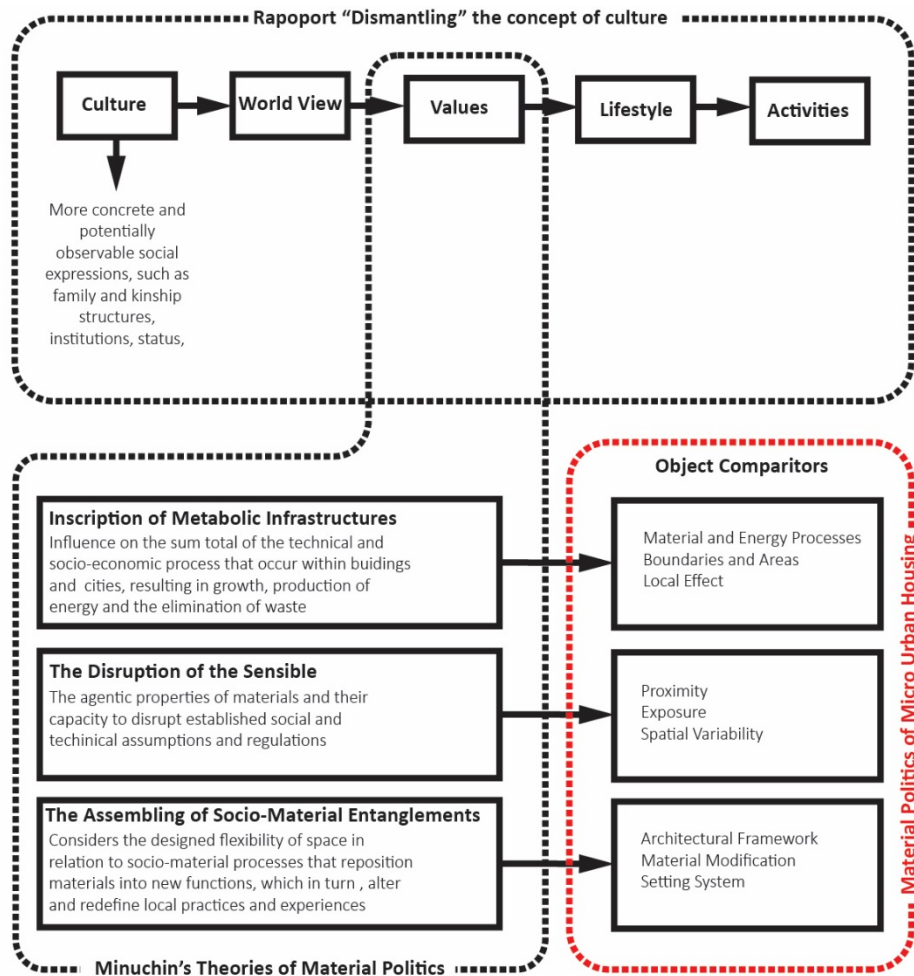 Rapoport “Dismantling” the concept of culture
Culture
World View
Values
Lifestyle
Activities
More concrete and
potentially
observable social
expressions, such as
family and kinship
structures,
institutions, status,
Object Comparitors
Inscription of Metabolic Infrastructures
Influence on the sum total of the technical and
socio-economic process that occur within buidings
and cities, resulting in growth, production of
energy and the elimination of waste
Material and Energy Processes
Boundaries and Areas
Local Effect
The Disruption of the Sensible
The agentic properties of materials and their
capacity to disrupt established social and
techinical assumptions and regulations
Proximity
Exposure
Spatial Variability
The Assembling of Socio-Material Entanglements
Considers the designed flexibility of space in
relation to socio-material processes that reposition
materials into new functions, which in turn , alter
and redefine local practices and experiences
Architectural Framework
Material Modification
Setting System
Material Politics of Micro Urban Housing
Minuchin’s Theories of Material Politics